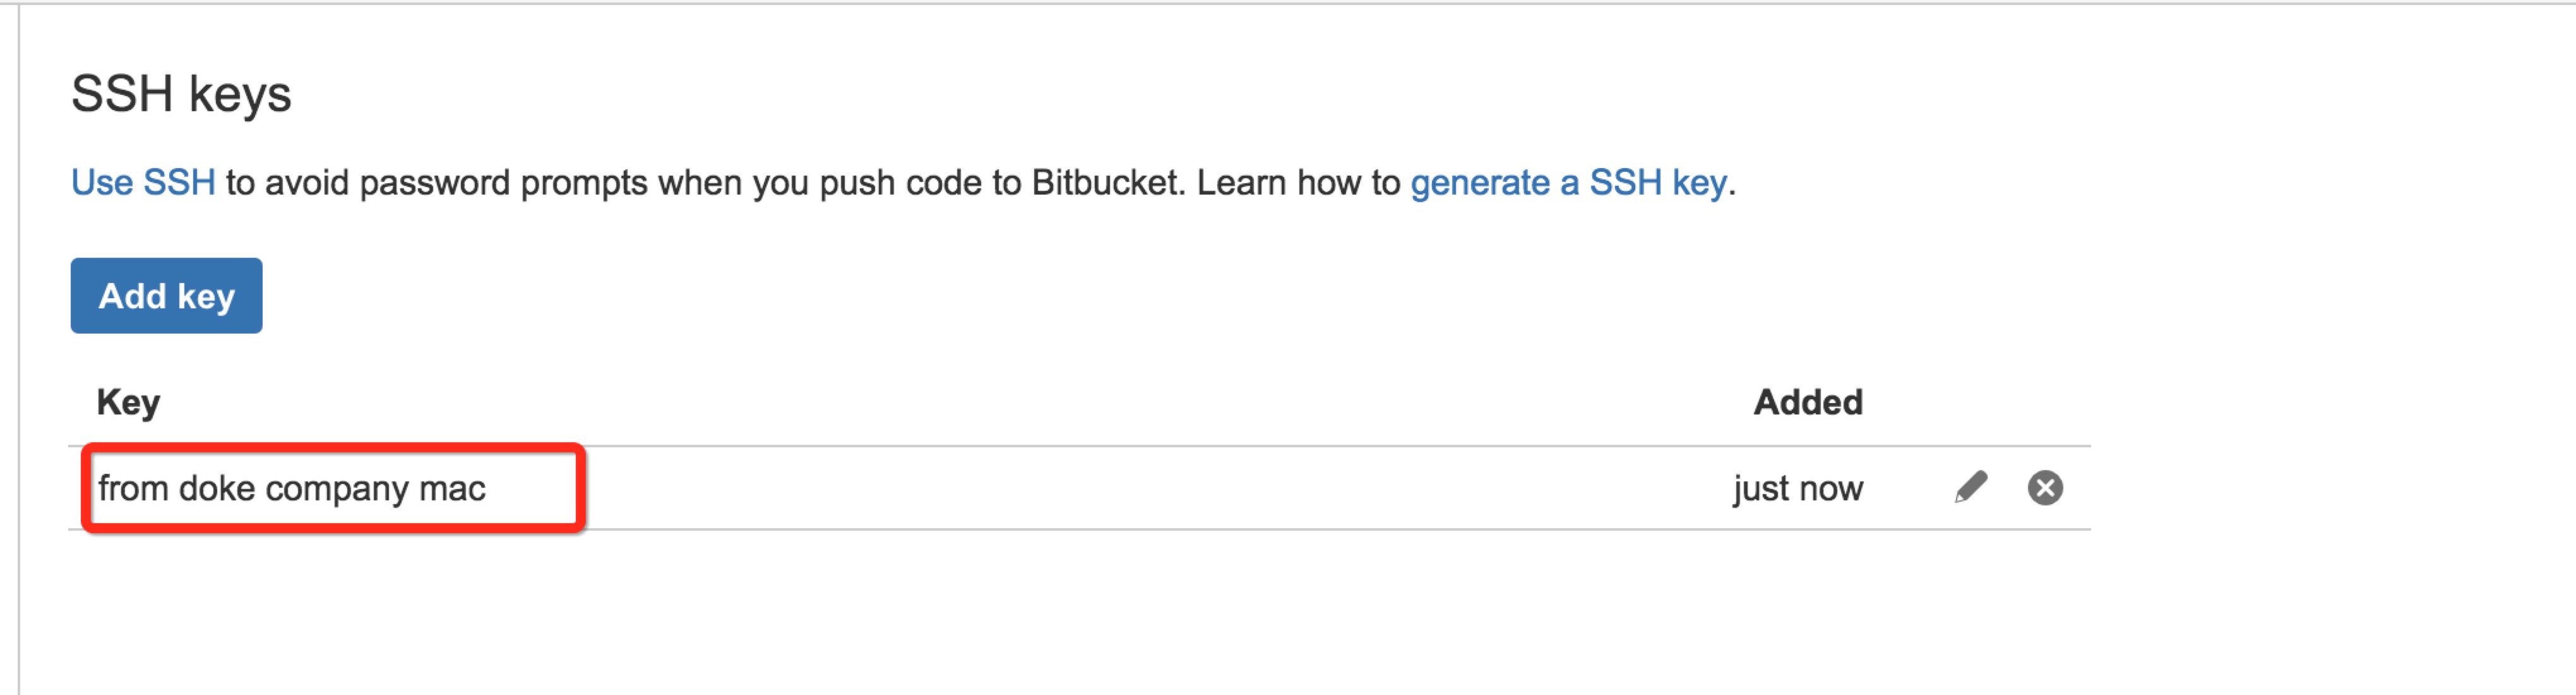 SSH keys
Use SSH to avoid password prompts when you push code to Bitbucket. Learn how to generate a SSH key.
Add key
Key Added
from doke company mac just now